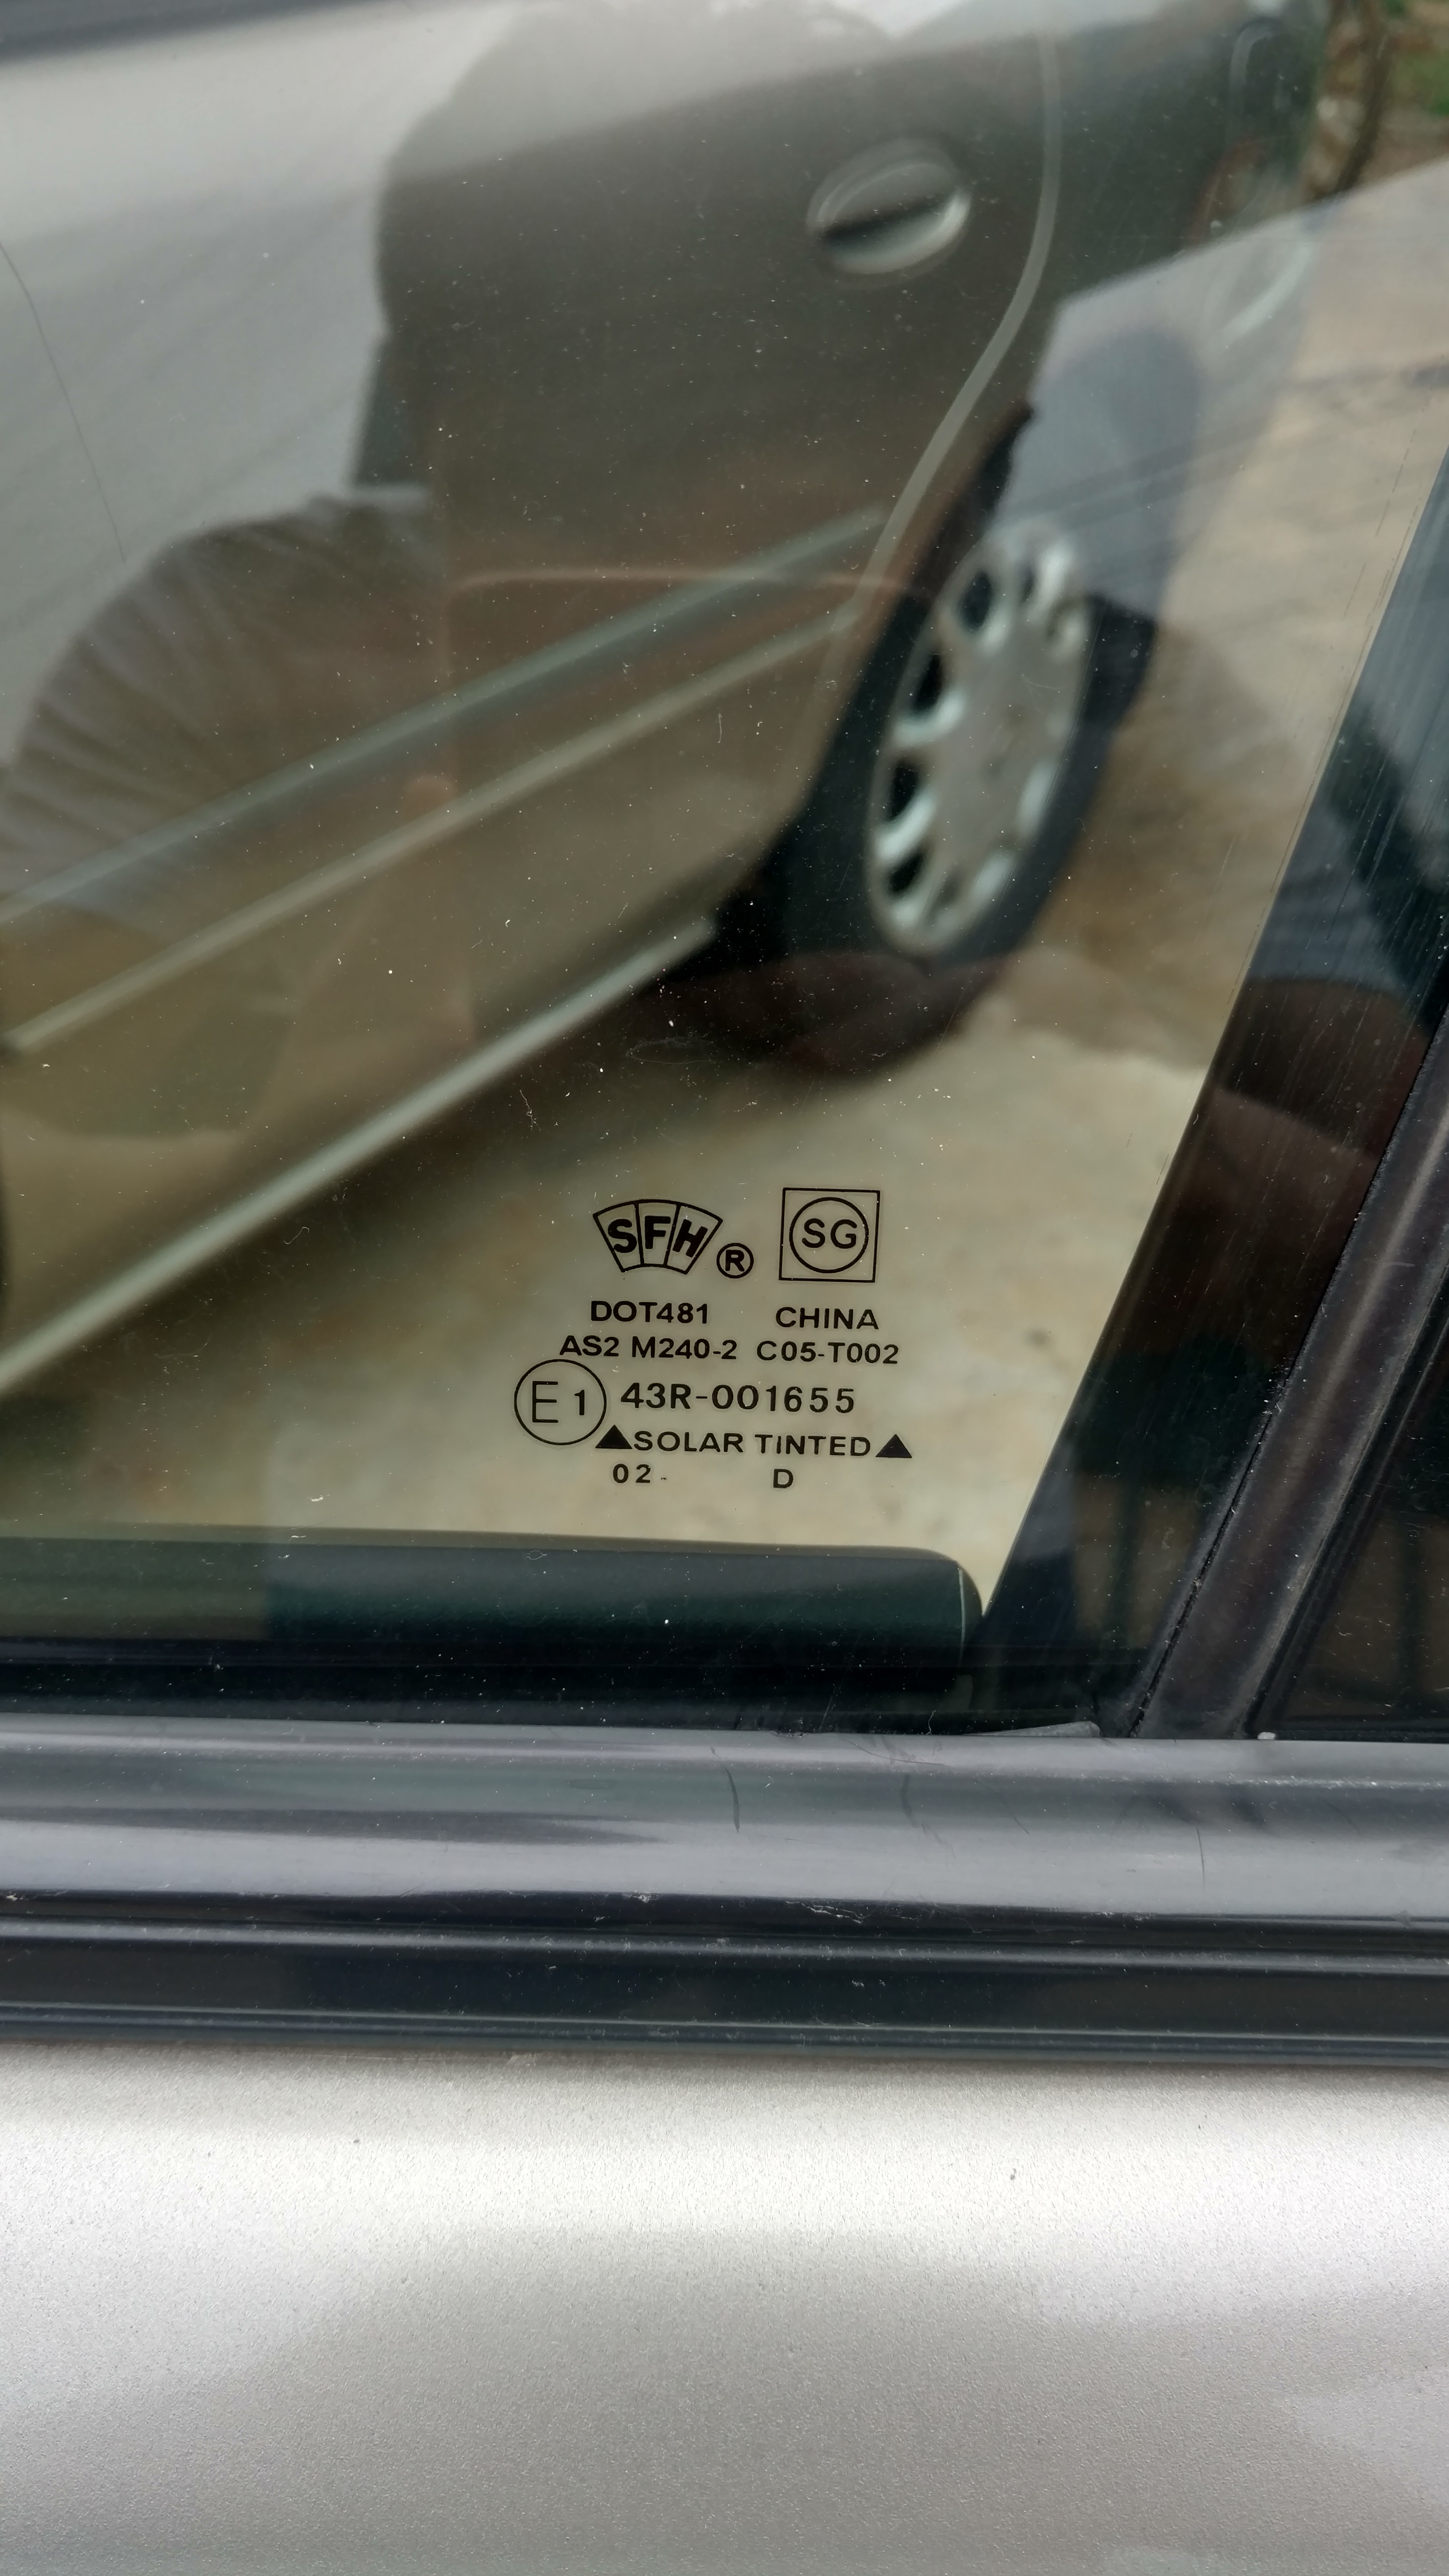 SFH ® SG
DOT481 CHINA
AS2 M240-2 C05-T002
E1 43R-001655
▲SOLAR TINTED▲
02- D